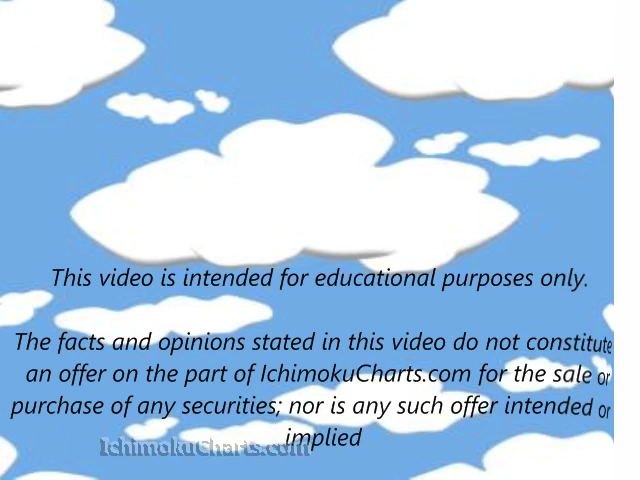 This video is intended for educational purposes only.
The facts and opinions stated in this video do not constitute
an offer on the part of IchimokuCharts.com for the sale or
purchase of any securities; nor is any such offer intended or
implied
IchimokuCharts.com